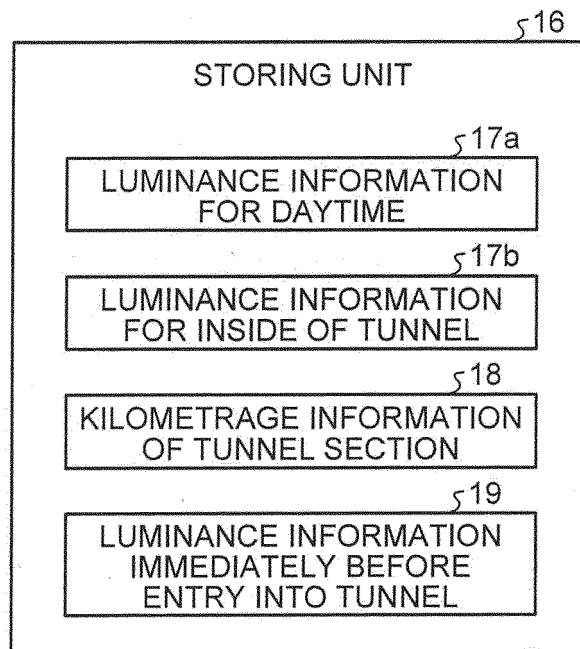 16
STORING UNIT
17a
LUMINANCE INFORMATION
FOR DAYTIME
17b
LUMINANCE INFORMATION
FOR INSIDE OF TUNNEL
18
KILOMETRAGE INFORMATION
OF TUNNEL SECTION
19
LUMINANCE INFORMATION
IMMEDIATELY BEFORE
ENTRY INTO TUNNEL